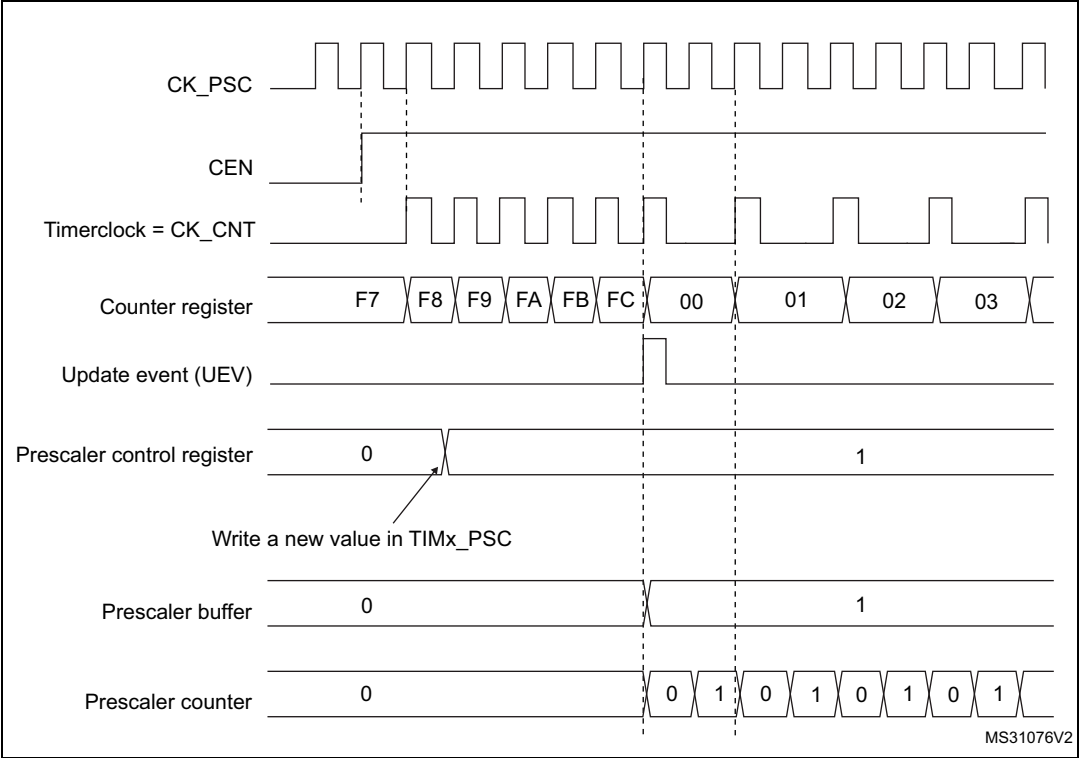 CK_PSC
CEN
Timerclock = CK_CNT
Counter register F7 F8 F9 FA FB FC 00 01 02 03
Update event (UEV)
Prescaler control register 0 1
Write a new value in TIMx_PSC
Prescaler buffer 0 1
Prescaler counter 0 0 1 0 1 0 1 0 1
MS31076V2